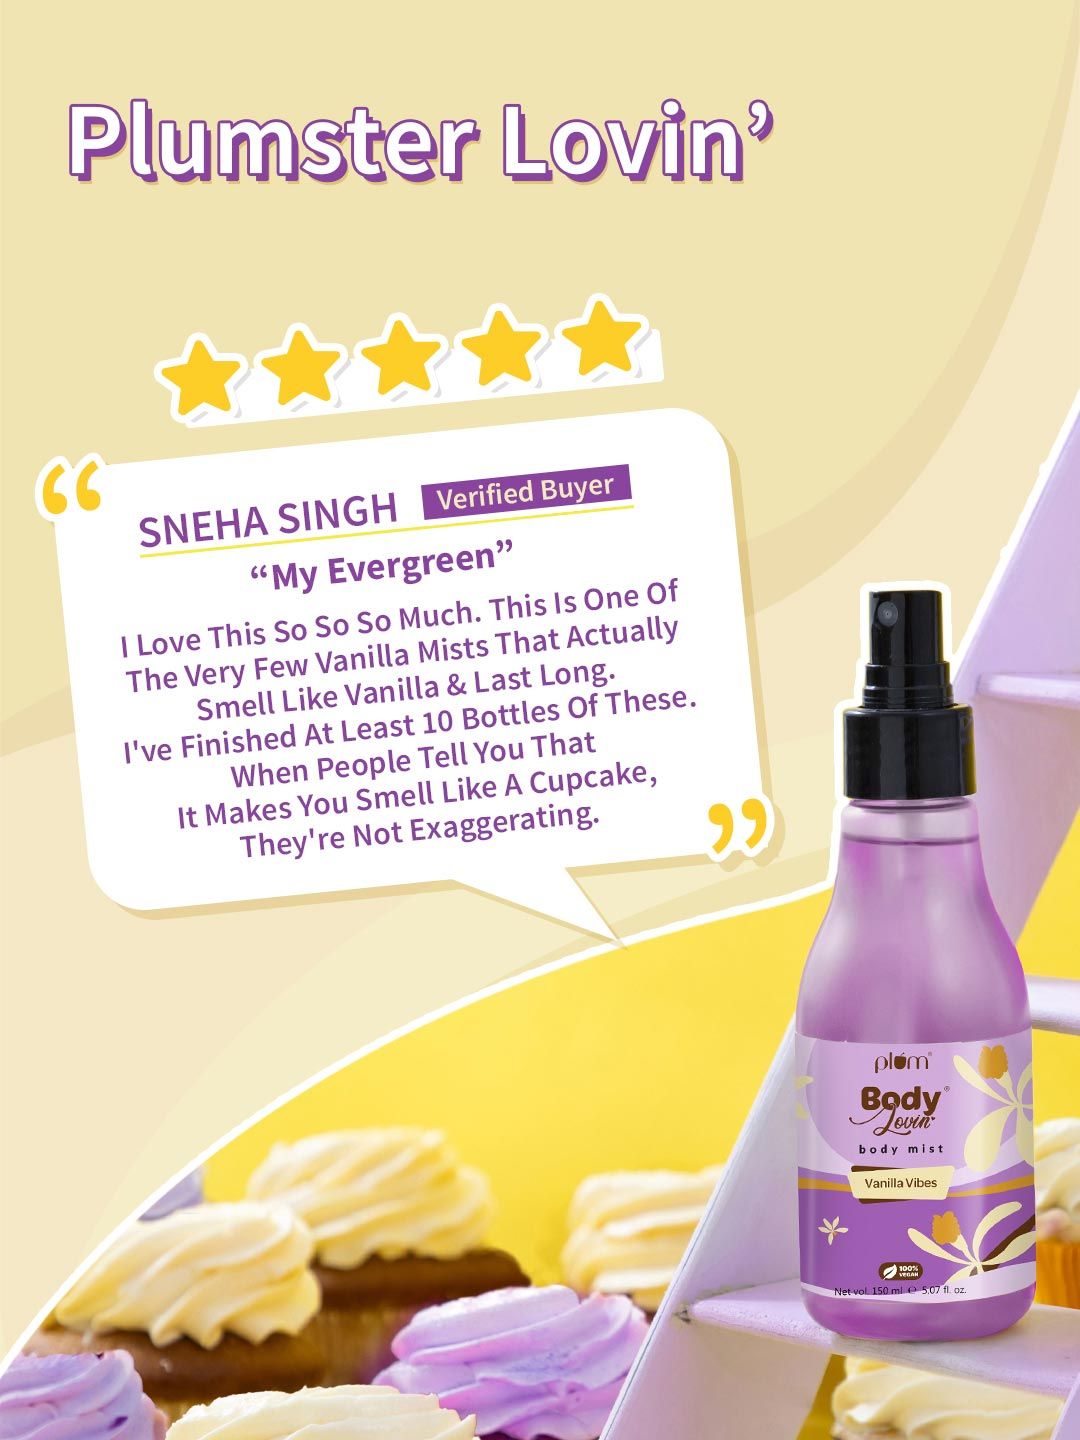 Plumster Lovin’
“
SNEHA SINGH Verified Buyer
“My Evergreen”
I Love This So So So Much. This Is One Of
The Very Few Vanilla Mists That Actually
Smell Like Vanilla & Last Long.
I've Finished At Least 10 Bottles Of These.
When People Tell You That
It Makes You Smell Like A Cupcake,
They're Not Exaggerating.
”
plum®
Body®
Lovin'
body mist
Vanilla Vibes
100%
VEGAN
Net vol. 150 ml ℮ 5.07 fl. oz.